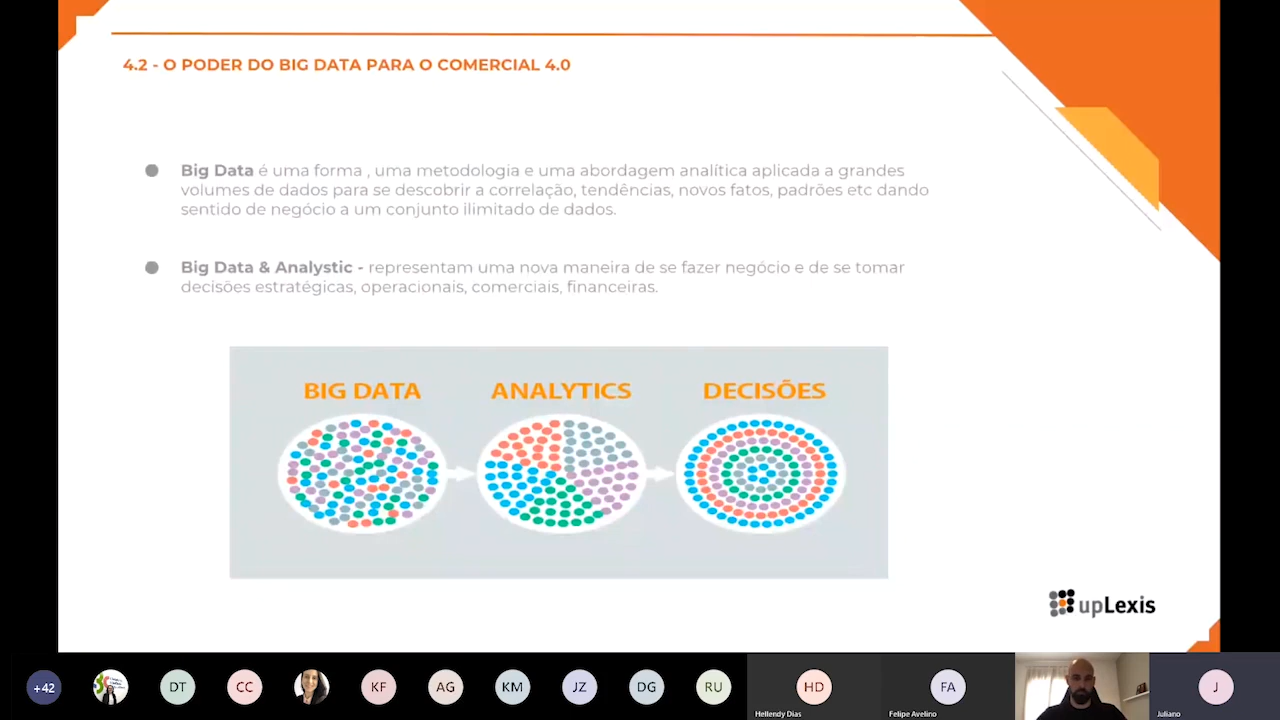 4.2 - O PODER DO BIG DATA PARA O COMERCIAL 4.0
Big Data é uma forma , uma metodologia e uma abordagem analítica aplicada a grandes
volumes de dados para se descobrir a correlação, tendências, novos fatos, padrões etc dando
sentido de negócio a um conjunto ilimitado de dados.
Big Data & Analystic - representam uma nova maneira de se fazer negócio e de se tomar
decisões estratégicas, operacionais, comerciais, financeiras.
BIG DATA ANALYTICS DECISÕES
upLexis
+42 DT CC KF AG KM JZ DG RU HD FA J
Hellendy Dias Felipe Avelino Juliano